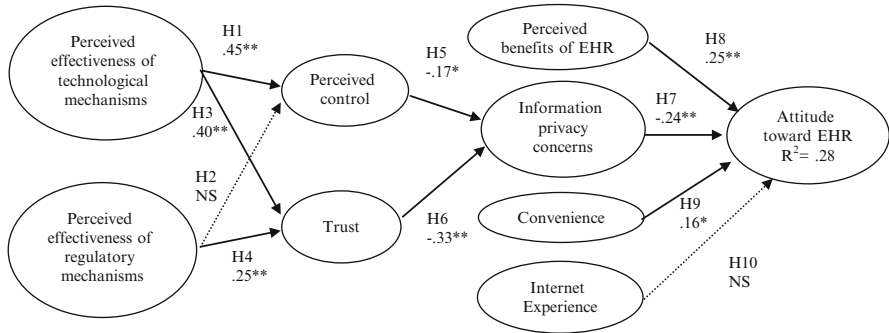 Perceived
effectiveness of
technological
mechanisms
H1
.45**
H3
.40**
H2
NS
Perceived
effectiveness of
regulatory
mechanisms
H4
.25**
Perceived
control
Trust
H5
-.17*
H6
-.33**
Perceived
benefits of EHR
Information
privacy
concerns
Convenience
Internet
Experience
H8
.25**
H7
-.24**
H9
.16*
H10
NS
Attitude
toward EHR
R²= .28